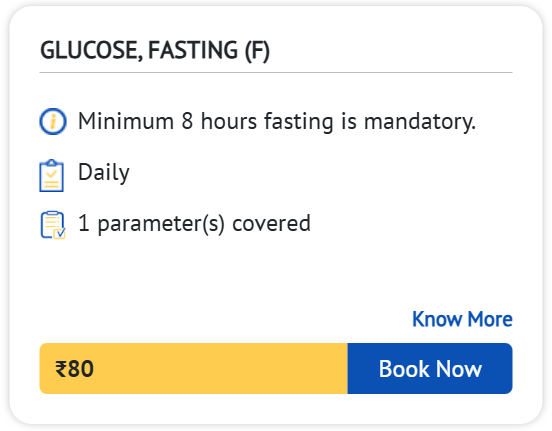 GLUCOSE, FASTING (F)
Minimum 8 hours fasting is mandatory.
Daily
1 parameter(s) covered
Know More
₹80
Book Now